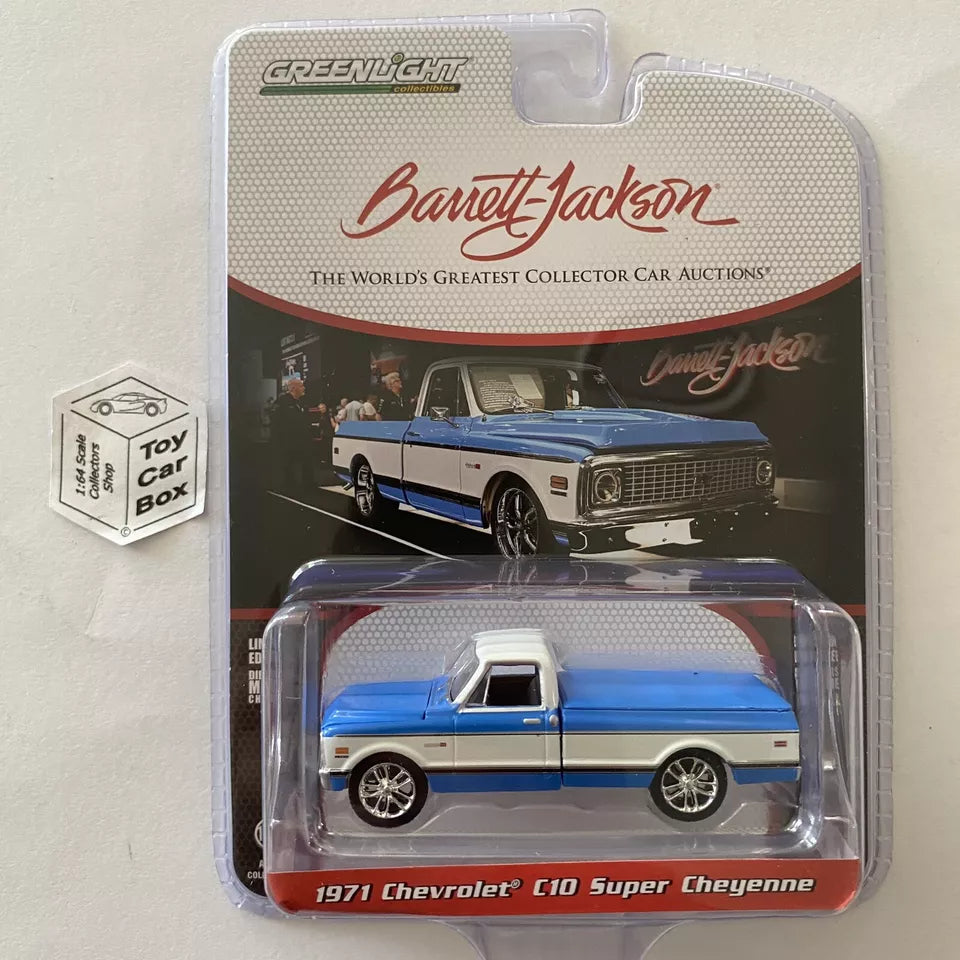 GREENLIGHT
collectibles
Barrett-Jackson®
THE WORLD'S GREATEST COLLECTOR CAR AUCTIONS®
Barrett-Jackson
1:64 Scale
Collectors
Shop
Toy
Car
Box
©
1971 Chevrolet® C10 Super Cheyenne